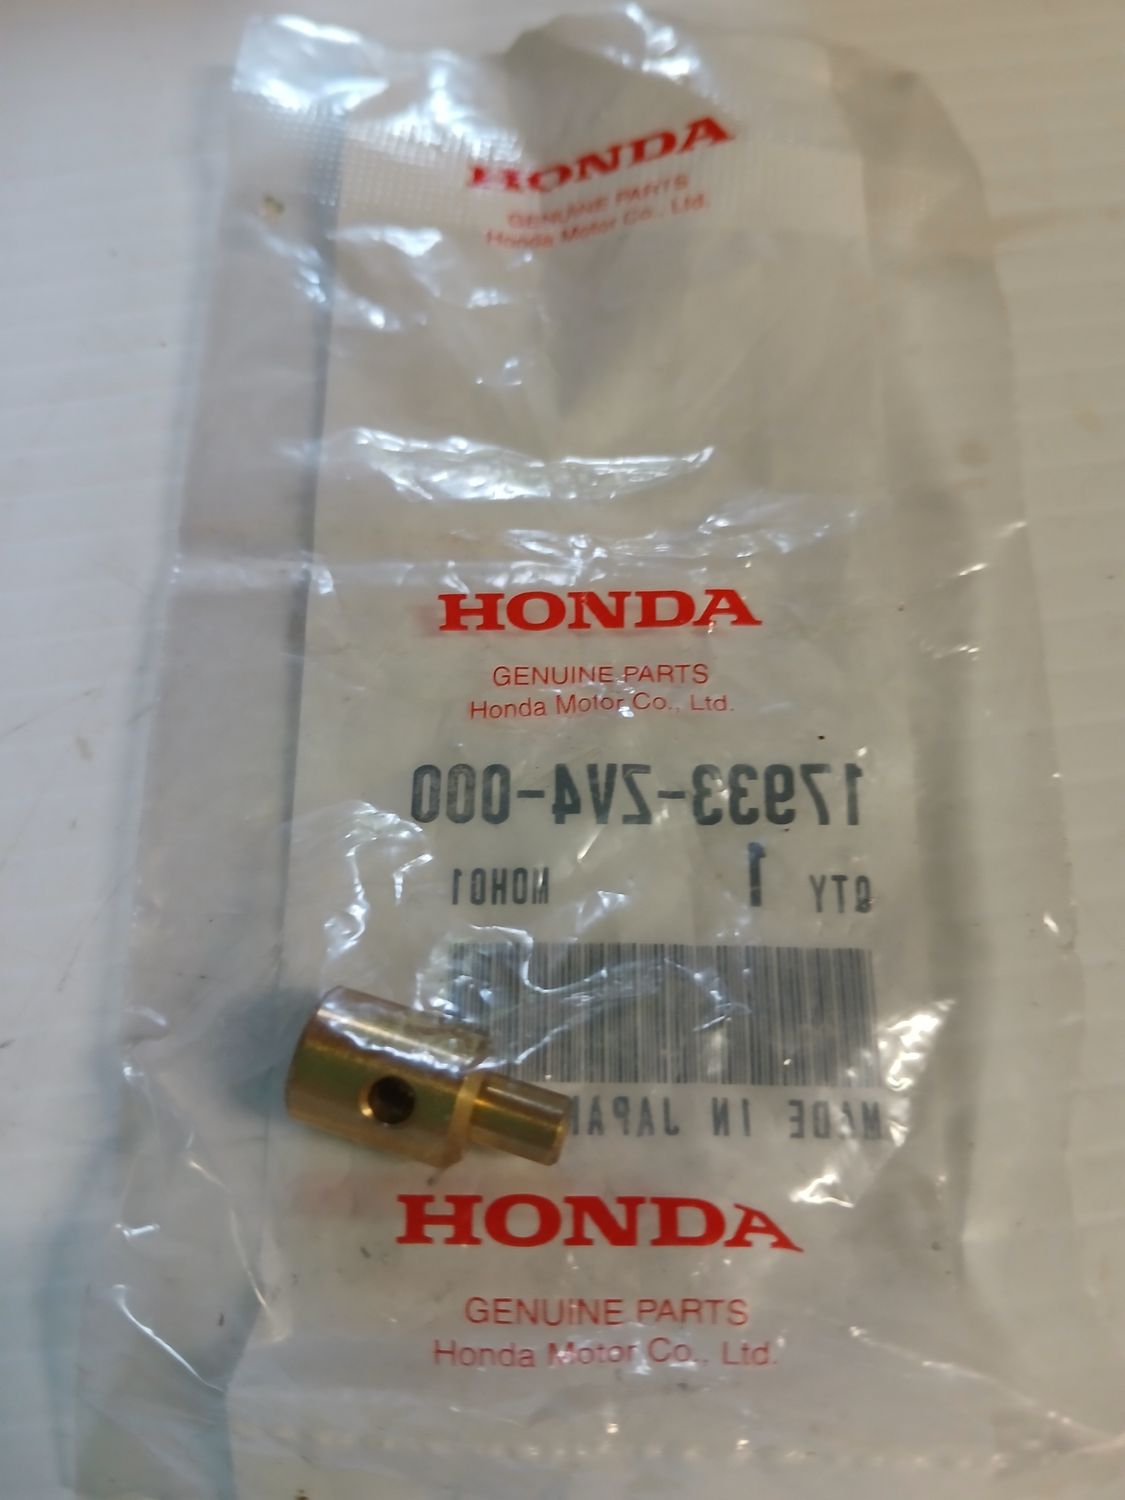 HONDA
GENUINE PARTS
Honda Motor Co., Ltd.
HONDA
GENUINE PARTS
Honda Motor Co., Ltd.
17933-ZV4-000
QTY 1 MOH01
MADE IN JAPAN
HONDA
GENUINE PARTS
Honda Motor Co., Ltd.